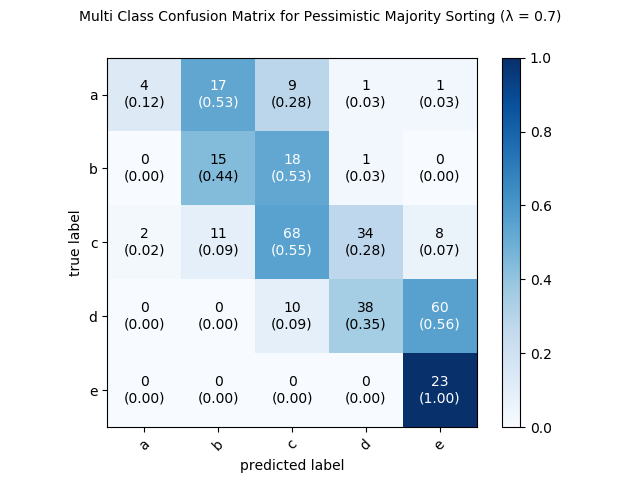 Multi Class Confusion Matrix for Pessimistic Majority Sorting (λ = 0.7)
a 4 17 9 1 1 1.0
(0.12) (0.53) (0.28) (0.03) (0.03)
0.8
b 0 15 18 1 0
(0.00) (0.44) (0.53) (0.03) (0.00)
0.6
true label
c 2 11 68 34 8
(0.02) (0.09) (0.55) (0.28) (0.07)
0.4
d 0 0 10 38 60
(0.00) (0.00) (0.09) (0.35) (0.56)
0.2
e 0 0 0 0 23
(0.00) (0.00) (0.00) (0.00) (1.00)
0.0
a b c d e
predicted label